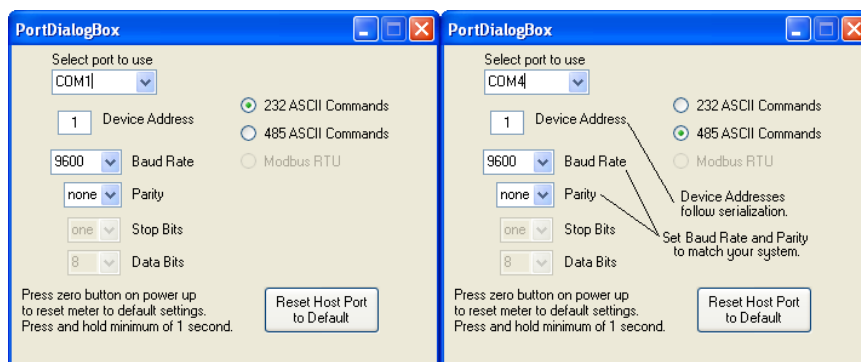 PortDialogBox
Select port to use
COM1
232 ASCII Commands
1 Device Address
485 ASCII Commands
9600 Baud Rate
Modbus RTU
none Parity
one Stop Bits
8 Data Bits
Press zero button on power up
to reset meter to default settings.
Press and hold minimum of 1 second.
Reset Host Port
to Default
PortDialogBox
Select port to use
COM4
232 ASCII Commands
1 Device Address
485 ASCII Commands
9600 Baud Rate
Modbus RTU
none Parity
Device Addresses
follow serialization.
one Stop Bits
Set Baud Rate and Parity
to match your system.
8 Data Bits
Press zero button on power up
to reset meter to default settings.
Press and hold minimum of 1 second.
Reset Host Port
to Default